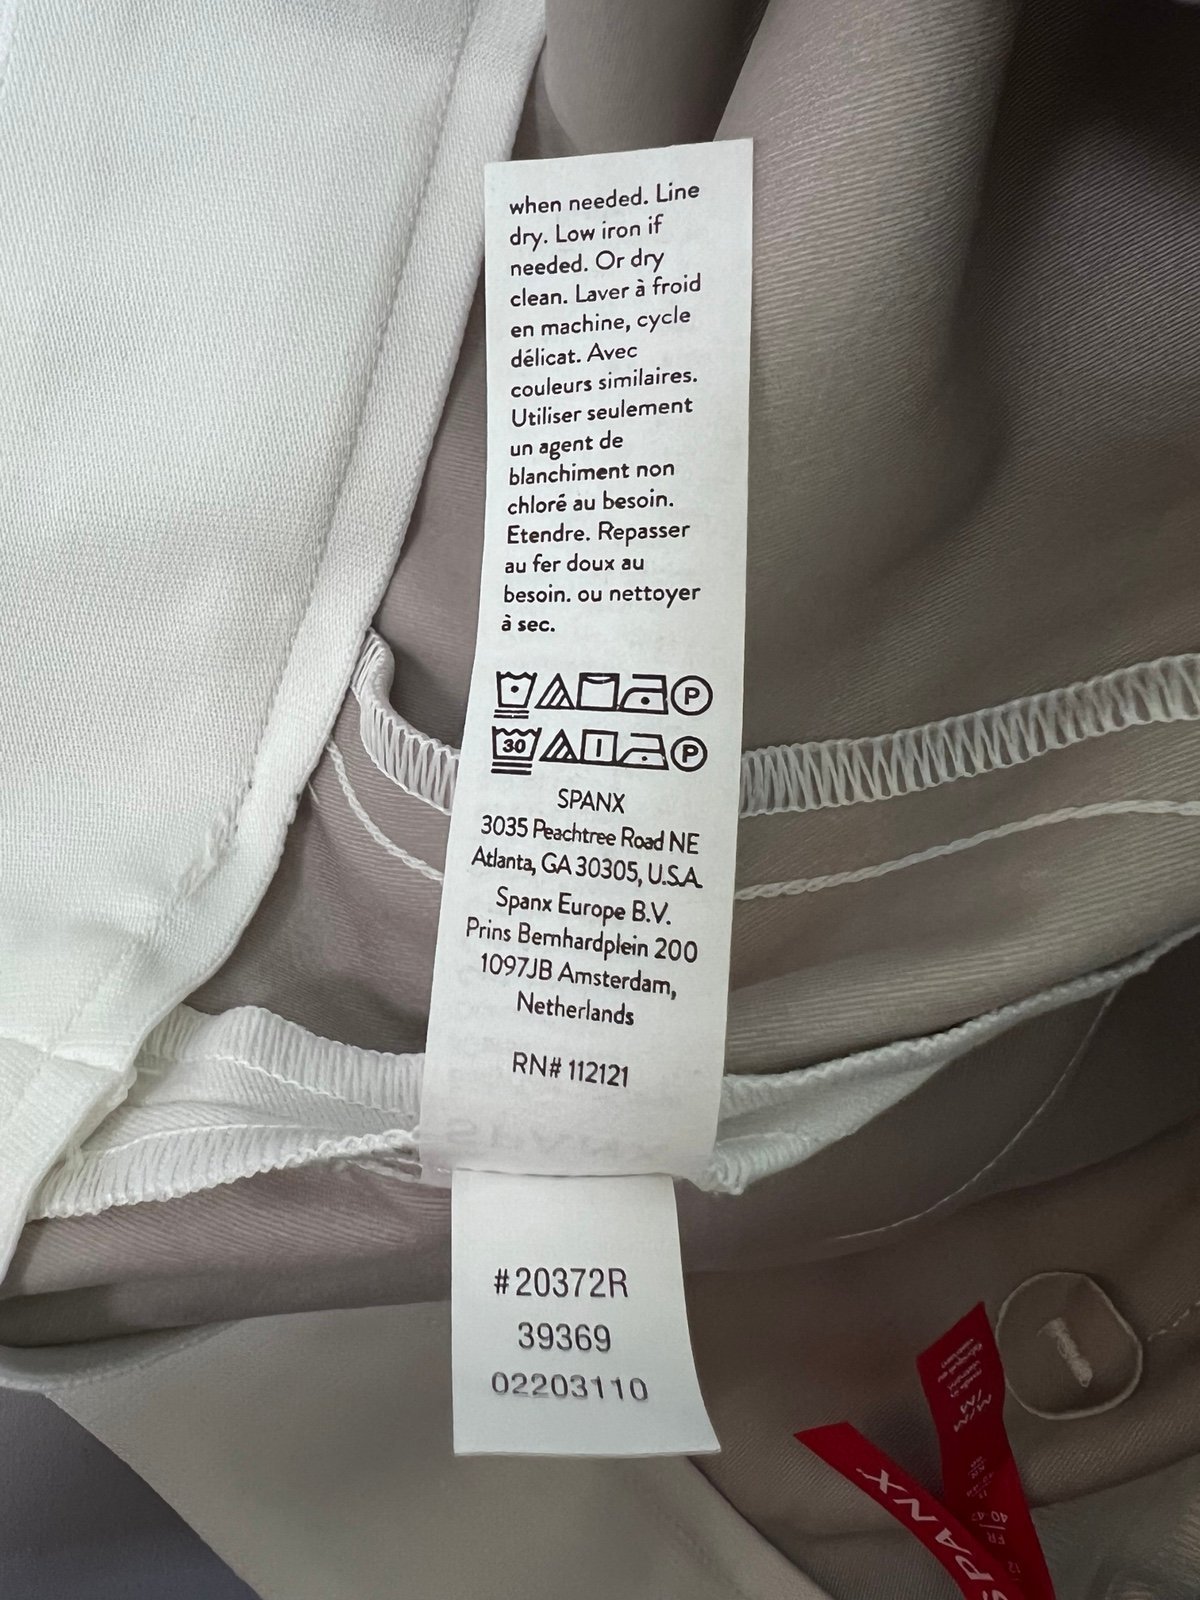 when needed. Line
dry. Low iron if
needed. Or dry
clean. Laver à froid
en machine, cycle
délicat. Avec
couleurs similaires.
Utiliser seulement
un agent de
blanchiment non
chloré au besoin.
Etendre. Repasser
au fer doux au
besoin. ou nettoyer
à sec.
P
30 P
SPANX
3035 Peachtree Road NE
Atlanta, GA 30305, U.S.A.
Spanx Europe B.V.
Prins Bernhardplein 200
1097JB Amsterdam,
Netherlands
RN# 112121
#20372R
39369
02203110
SPANX
M/M
/M
FR
12